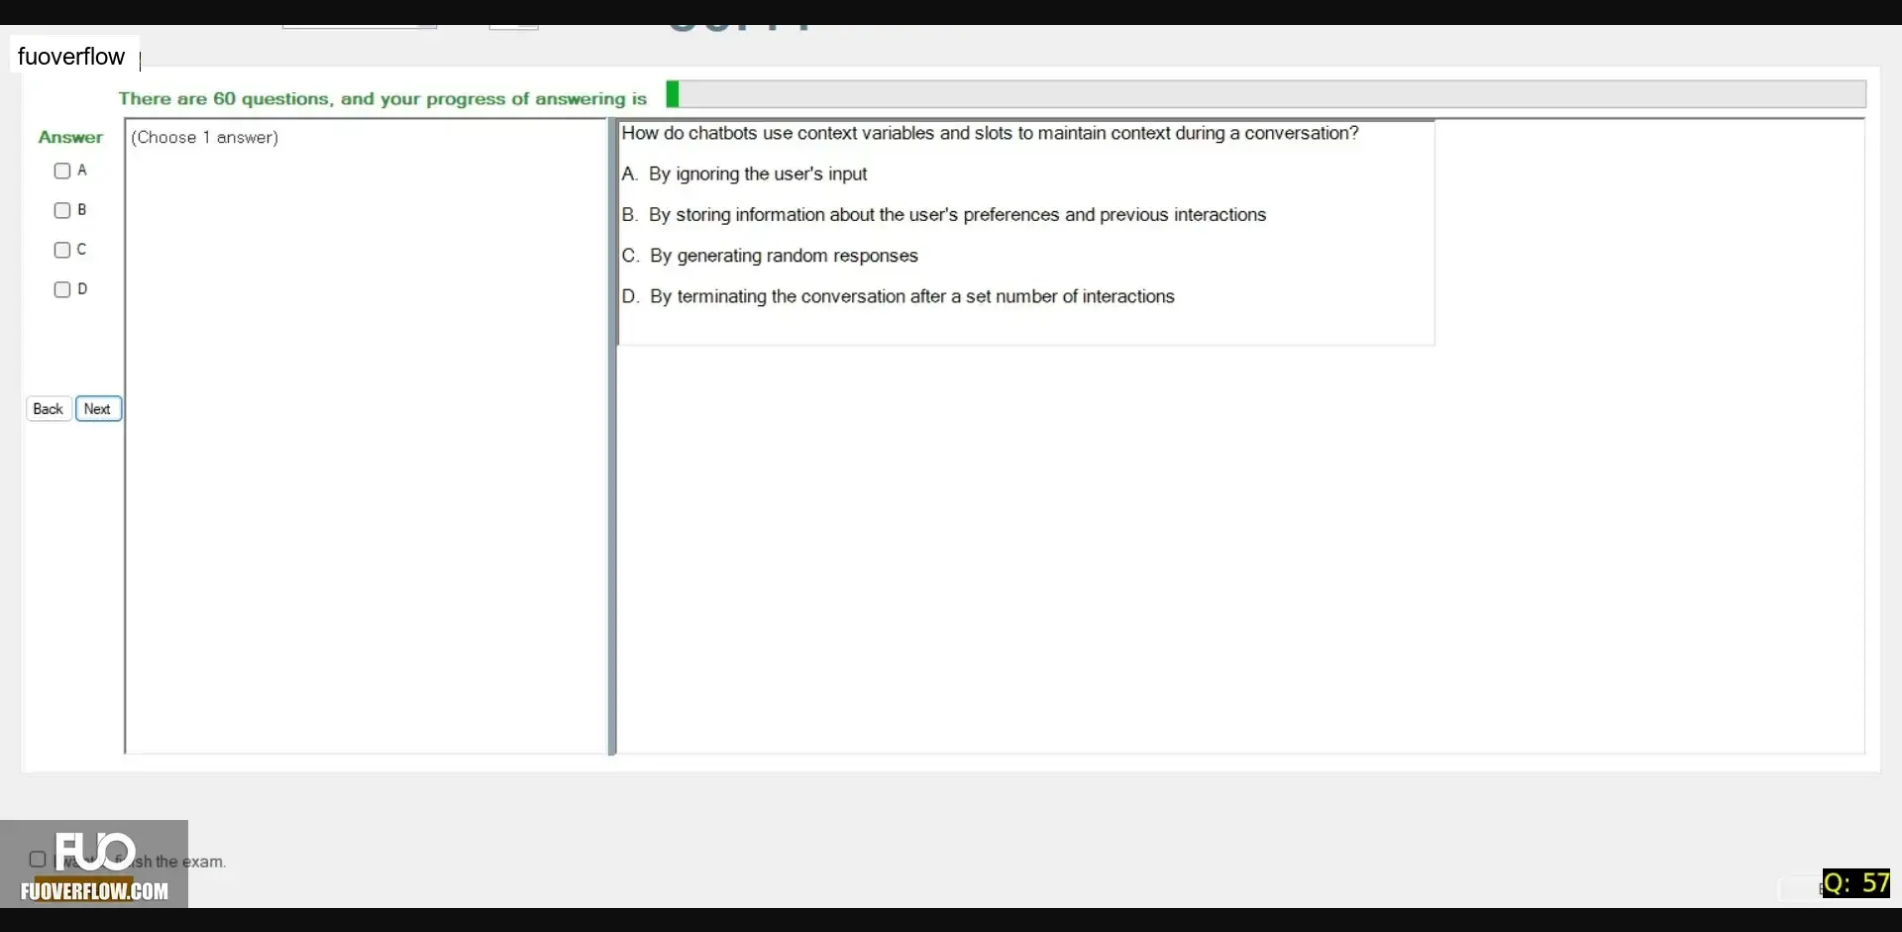 fuoverflow
There are 60 questions, and your progress of answering is
Answer
(Choose 1 answer)
A
B
C
D
Back
Next
How do chatbots use context variables and slots to maintain context during a conversation?
A. By ignoring the user's input
B. By storing information about the user's preferences and previous interactions
C. By generating random responses
D. By terminating the conversation after a set number of interactions
FUO
the exam.
FUOVERFLOW.COM
Q: 57